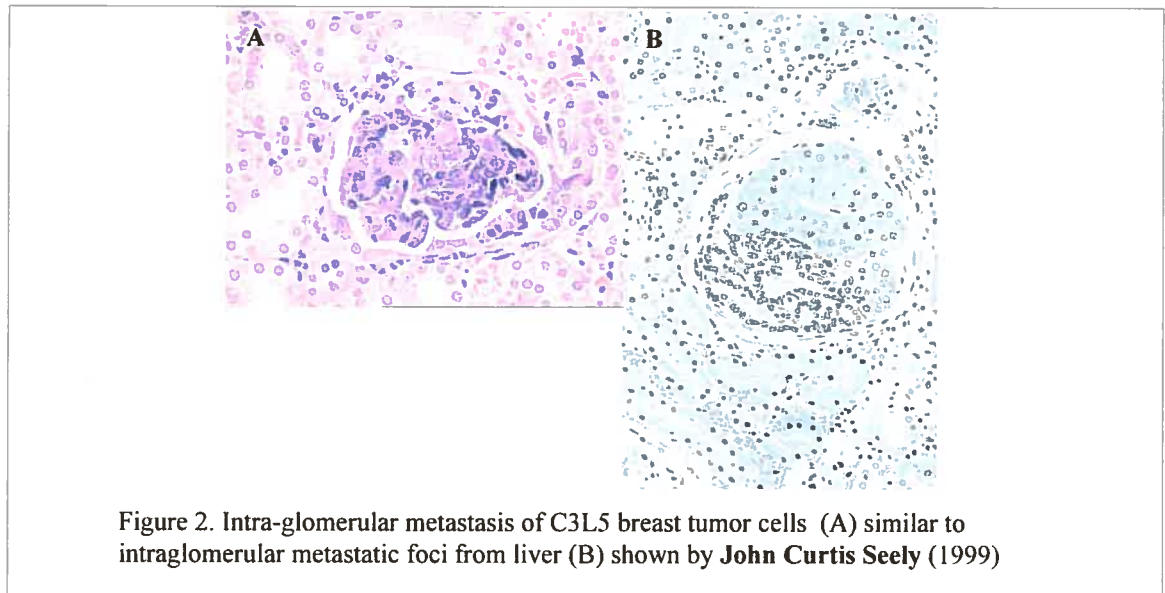 A
B
Figure 2. Intra-glomerular metastasis of C3L5 breast tumor cells (A) similar to
intraglomerular metastatic foci from liver (B) shown by John Curtis Seely (1999)